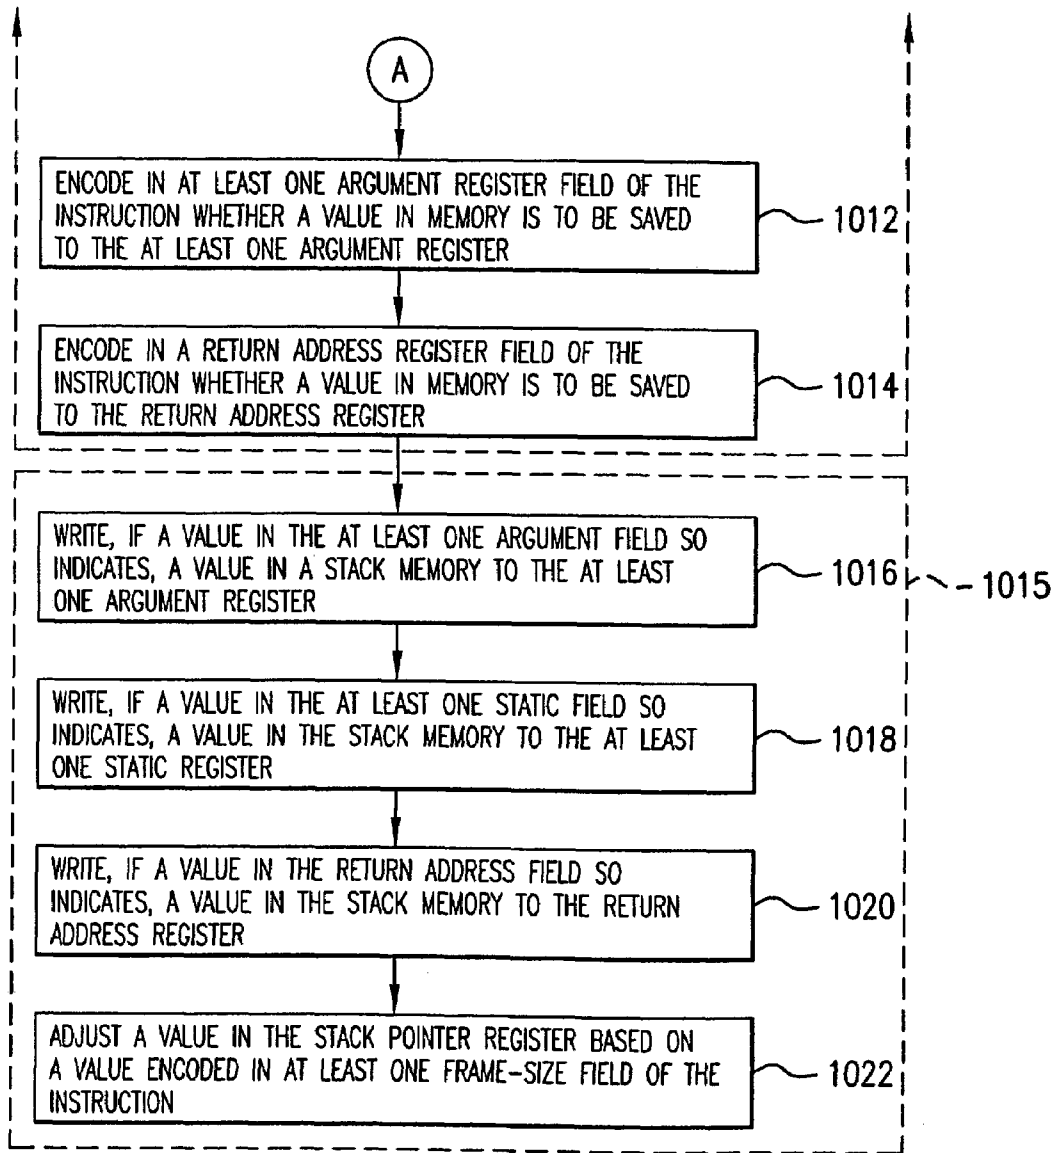 A
ENCODE IN AT LEAST ONE ARGUMENT REGISTER FIELD OF THE
INSTRUCTION WHETHER A VALUE IN MEMORY IS TO BE SAVED
TO THE AT LEAST ONE ARGUMENT REGISTER
1012
ENCODE IN A RETURN ADDRESS REGISTER FIELD OF THE
INSTRUCTION WHETHER A VALUE IN MEMORY IS TO BE SAVED
TO THE RETURN ADDRESS REGISTER
1014
WRITE, IF A VALUE IN THE AT LEAST ONE ARGUMENT FIELD SO
INDICATES, A VALUE IN A STACK MEMORY TO THE AT LEAST
ONE ARGUMENT REGISTER
1016
1015
WRITE, IF A VALUE IN THE AT LEAST ONE STATIC FIELD SO
INDICATES, A VALUE IN THE STACK MEMORY TO THE AT LEAST
ONE STATIC REGISTER
1018
WRITE, IF A VALUE IN THE RETURN ADDRESS FIELD SO
INDICATES, A VALUE IN THE STACK MEMORY TO THE RETURN
ADDRESS REGISTER
1020
ADJUST A VALUE IN THE STACK POINTER REGISTER BASED ON
A VALUE ENCODED IN AT LEAST ONE FRAME-SIZE FIELD OF THE
INSTRUCTION
1022